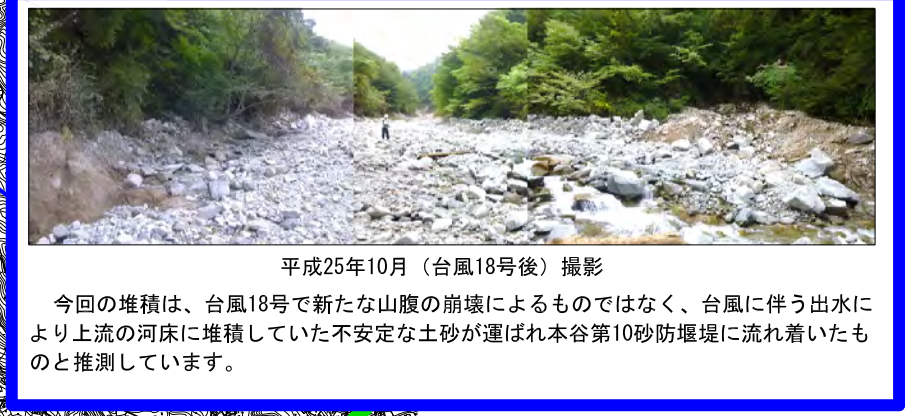 平成25年10月（台風18号後）撮影
今回の堆積は、台風18号で新たな山腹の崩壊によるものではなく、台風に伴う出水に
より上流の河床に堆積していた不安定な土砂が運ばれ本谷第10砂防堰堤に流れ着いたも
のと推測しています。